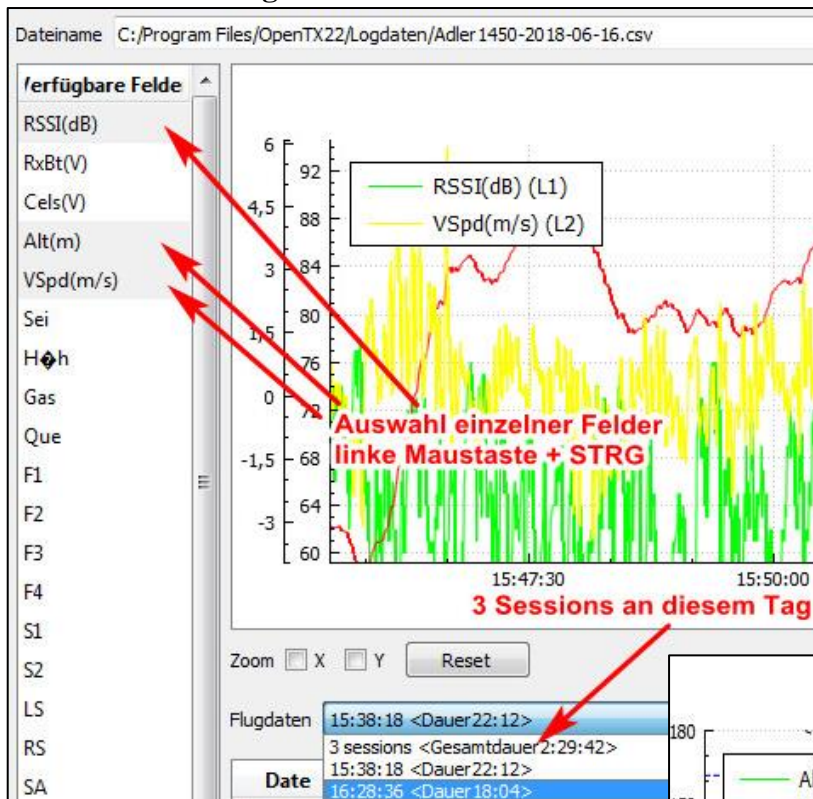 Dateiname C:/Program Files/OpenTX22/Logdaten/Adler1450-2018-06-16.csv
Verfügbare Felde
RSSI(dB)
RxBt(V)
Cels(V)
Alt(m)
VSpd(m/s)
Sei
H�h
Gas
Que
F1
F2
F3
F4
S1
S2
LS
RS
SA
6
4,5
3
1,5
0
-1,5
-3
92
88
84
80
76
72
68
64
60
RSSI(dB) (L1)
VSpd(m/s) (L2)
Auswahl einzelner Felder
linke Maustaste + STRG
15:47:30 15:50:00
3 Sessions an diesem Tag
Zoom X Y Reset
Flugdaten 15:38:18 <Dauer22:12>
3 sessions <Gesamtdauer2:29:42>
15:38:18 <Dauer22:12>
16:28:36 <Dauer18:04>
Date
180